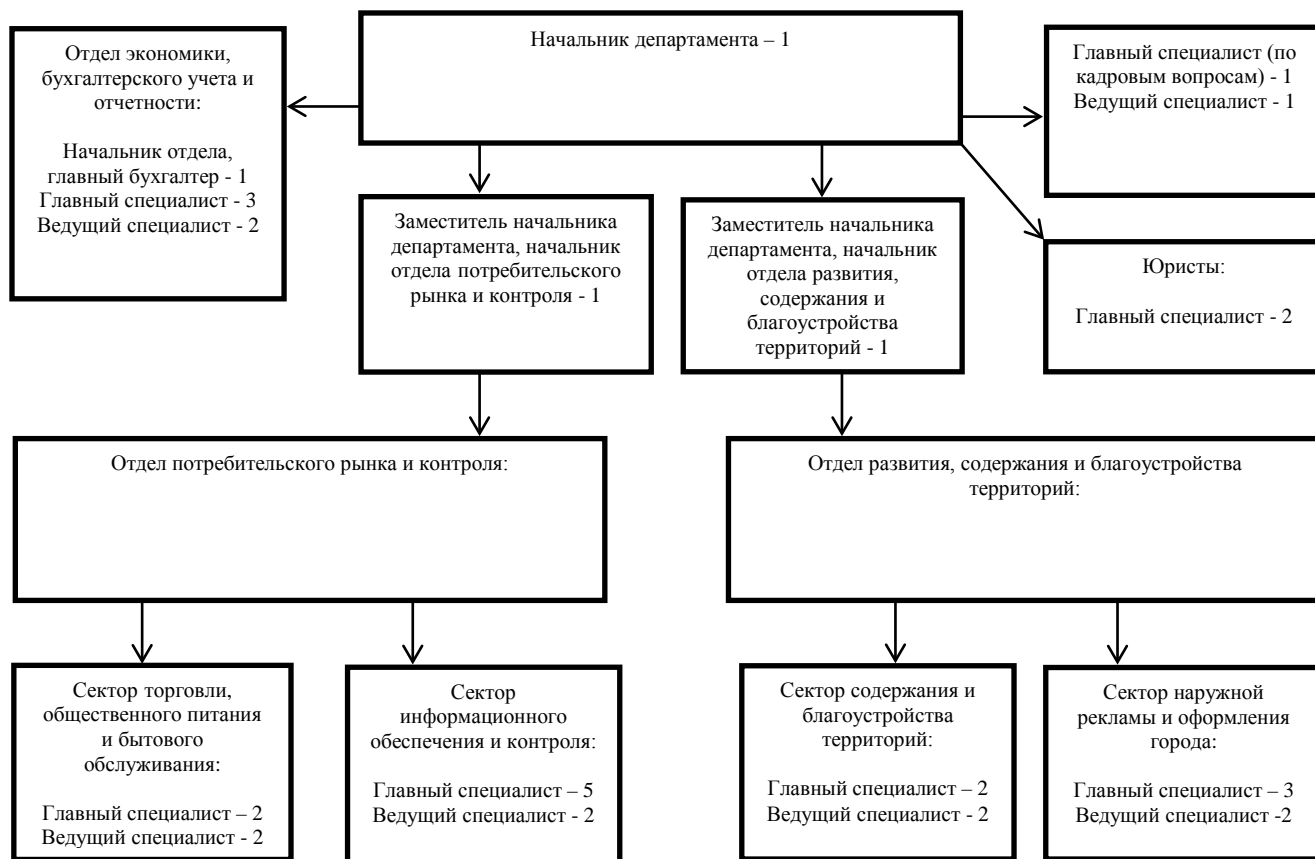 Начальник департамента – 1
Отдел экономики,
бухгалтерского учета и
отчетности:
Начальник отдела,
главный бухгалтер - 1
Главный специалист - 3
Ведущий специалист - 2
Главный специалист (по
кадровым вопросам) - 1
Ведущий специалист - 1
Заместитель начальника
департамента, начальник
отдела потребительского
рынка и контроля - 1
Заместитель начальника
департамента, начальник
отдела развития,
содержания и
благоустройства
территорий - 1
Юристы:
Главный специалист - 2
Отдел потребительского рынка и контроля:
Отдел развития, содержания и благоустройства
территорий:
Сектор торговли,
общественного питания
и бытового
обслуживания:
Главный специалист – 2
Ведущий специалист - 2
Сектор
информационного
обеспечения и контроля:
Главный специалист – 5
Ведущий специалист - 2
Сектор содержания и
благоустройства
территорий:
Главный специалист – 2
Ведущий специалист - 2
Сектор наружной
рекламы и оформления
города:
Главный специалист – 3
Ведущий специалист -2